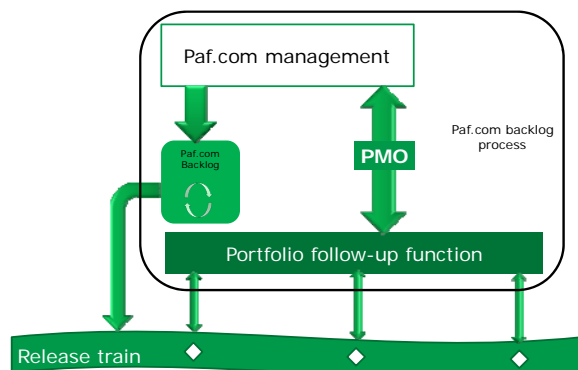 Paf.com management
Paf.com
Backlog
PMO
Paf.com backlog
process
Portfolio follow-up function
Release train